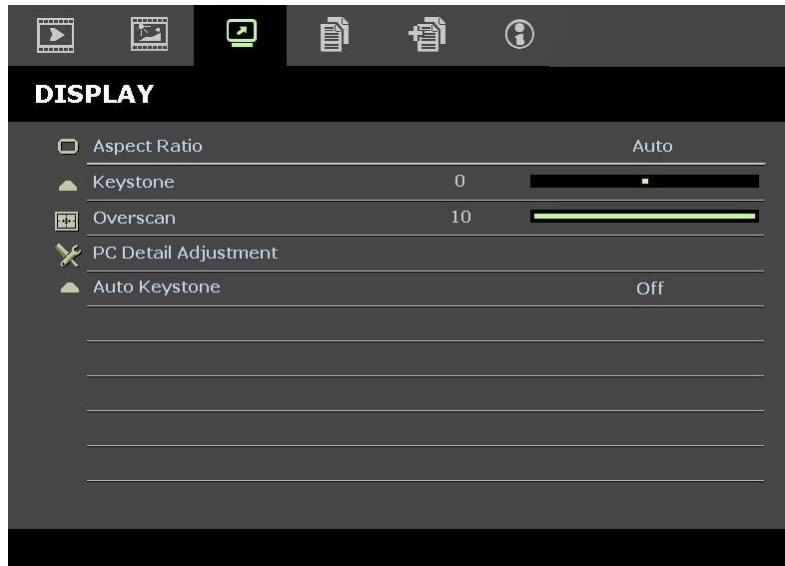 DISPLAY
Aspect Ratio Auto
Keystone 0
Overscan 10
PC Detail Adjustment
Auto Keystone Off